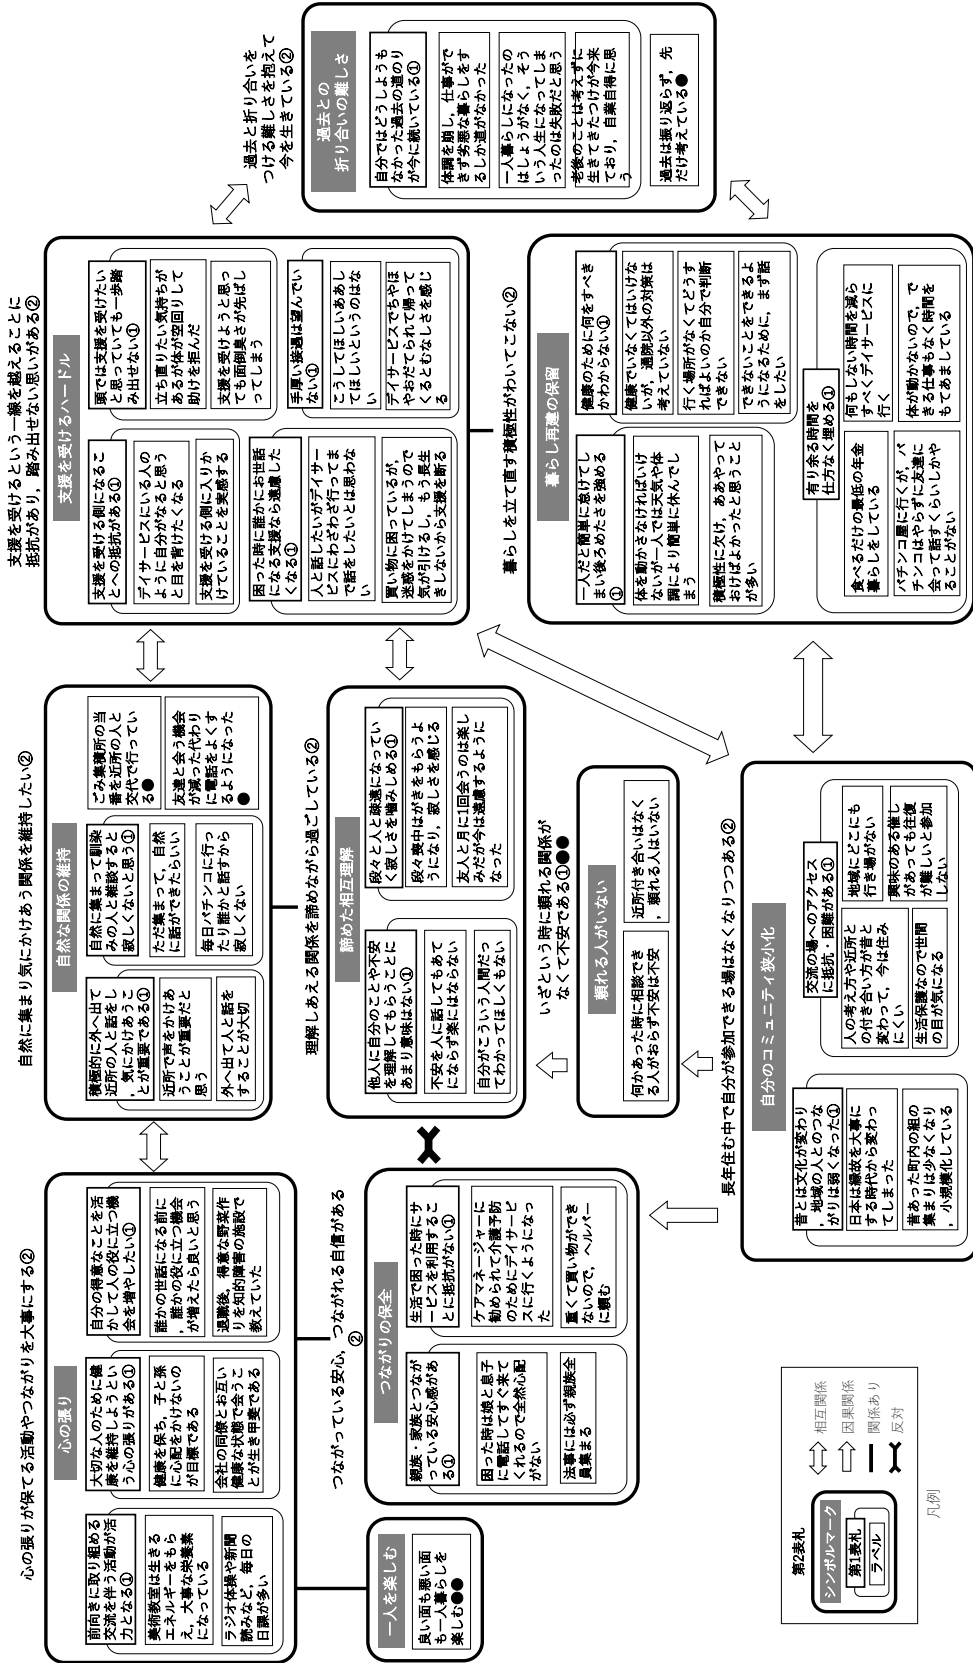 心の張りが保てる活動やつながりを大事にする②
心の張り
前向きに取り組める
交流を伴う活動が活
力となる①
美術教室は生きる
エネルギーをもら
え，大事な栄養素
になっている
ラジオ体操や新聞
読みなど，毎日の
日課が多い
大切な人のために健
康を維持しようとい
う心の張りがある①
健康を保ち、子と孫
に心配をかけないの
が目標である
会社の同僚とお互い
健康な状態で会うこ
とが生き甲斐である
自分の得意なことを活
かして人の役に立つ機
会を増やしたい①
誰かの世話になる前に
，誰かの役に立つ機会
が増えたら良いと思う
退職後，得意な野菜作
りを知的障害の施設で
教えていた
自然に集まり気にかけあう関係を維持したい②
自然な関係の維持
積極的に外へ出て
近所の人と話をし
，気にかけあうこ
とが重要である①
近所で声をかけあ
うことが重要だと
思う
外へ出て人と話を
することが大切
自然に集まって馴染
みの人と雑談すると
寂しくないと思う①
ただ集まって，自然
に話ができたらいい
毎日パチンコに行っ
たり誰かと話すから
寂しくない
ごみ集積所の当
番を近所の人と
交代で行ってい
る●
友達と会う機会
が減った代わり
に電話をよくす
るようになった
●
支援を受けるという一線を越えることに
抵抗があり，踏み出せない思いがある②
支援を受けるハードル
支援を受ける側になるこ
とへの抵抗がある①
デイサービスにいる人の
ように自分がなると思う
と目を背けたくなる
支援を受ける側に入りか
けていることを実感する
頭では支援を受けたい
と思っていても一歩踏
み出せない①
立ち直りたい気持ちが
あるが体が空回りして
助けを拒んだ
支援を受けようと思っ
ても面倒臭さが先ばし
ってしまう
困った時に誰かにお世話
になる支援なら遠慮した
くなる①
人と話したいがデイサー
ビスにわざわざ行ってま
で話をしたいとは思わな
い
買い物に困っているが，
迷惑をかけてしまうので
気が引けるし，もう長生
きしないから支援を断る
手厚い接遇は望んでい
ない①
こうしてほしいああし
てほしいというのはな
い
デイサービスでちやほ
やおだてられて帰って
くるとむなしさを感じ
る
過去と折り合いを
つける難しさを抱えて
今を生きている②
過去との
折り合いの難しさ
自分ではどうしようも
なかった過去の道のり
が今に続いている①
体調を崩し，仕事がで
きず劣悪な暮らしをす
るしか道がなかった
一人暮らしになったの
はしょうがなく，そう
いう人生になってしま
ったのは失敗だと思う
老後のことは考えずに
生きてきたつけが今来
ており，自業自得に思
う
過去は振り返らず，先
だけ考えている●
一人を楽しむ
良い面も悪い面
も一人暮らしを
楽しむ●●
つながっている安心，つながれる自信がある
②
つながりの保全
親族・家族とつなが
っている安心感があ
る①
困った時は娘と息子
に電話してすぐ来て
くれるので全然心配
がない
法事には必ず親族全
員集まる
生活で困った時にサ
ービスを利用するこ
とに抵抗がない①
ケアマネージャーに
勧められて介護予防
のためにデイサービ
スに行くようになっ
た
重くて買い物ができ
ないので，ヘルパー
に頼む
理解しあえる関係を諦めながら過ごしている②
諦めた相互理解
他人に自分のことや不安
を理解してもらうことに
あまり意味はない①
不安を人に話してもあて
にならず楽にはならない
自分がこういう人間だっ
てわかってほしくもない
段々と人と疎遠になってい
く寂しさを噛みしめる①
段々喪中はがきをもらうよ
うになり，寂しさを感じる
友人と月に1回会うのは楽し
みだが今は遠慮するように
なった
いざという時に頼れる関係が
なくて不安である①●●
頼れる人がいない
何かあった時に相談でき
る人がおらず不安は不安
近所付き合いはなく
，頼れる人はいない
長年住む中で自分が参加できる場はなくなりつつある②
自分のコミュニティ狭小化
昔とは文化が変わり
，地域の人とのつな
がりは弱くなった①
日本は縁故を大事に
する時代から変わっ
てしまった
昔あった町内の組の
集まりは少なくなり
，小規模化している
交流の場へのアクセス
に抵抗・困難がある①
人の考え方や近所と
の付き合い方が昔と
変わって，今は住み
にくい
生活保護なので世間
の目が気になる
地域にどこにも
行き場がない
興味のある催し
があっても往復
が難しいと参加
しない
暮らしを立て直す積極性がわいてこない②
暮らし再建の保留
一人だと簡単に怠けてし
まい後ろめたさを強める
①
体を動かさなければいけ
ないが一人では天気や体
調により簡単に休んでし
まう
積極性に欠け，ああやって
おけばよかったと思うこと
が多い
健康のために何をすべき
かわからない①
健康でいなくてはいけな
いが，通院以外の対策は
考えていない
行く場所がなくてどうす
ればよいのか自分で判断
できないことをできるよ
うになるために，まず話
をしたい
有り余る時間を
仕方なく埋める①
食べるだけの最低の年金
暮らしをしている
パチンコ屋に行くが，パ
チンコはやらずに友達に
会って話すくらいしかや
ることがない
何もしない時間を減ら
すべくデイサービスに
行く
体が動かないので，で
きる仕事もなく時間を
もてあましている
第2表札
シンボルマーク
第1表札
ラベル
相互関係
因果関係
関係あり
反対
凡例